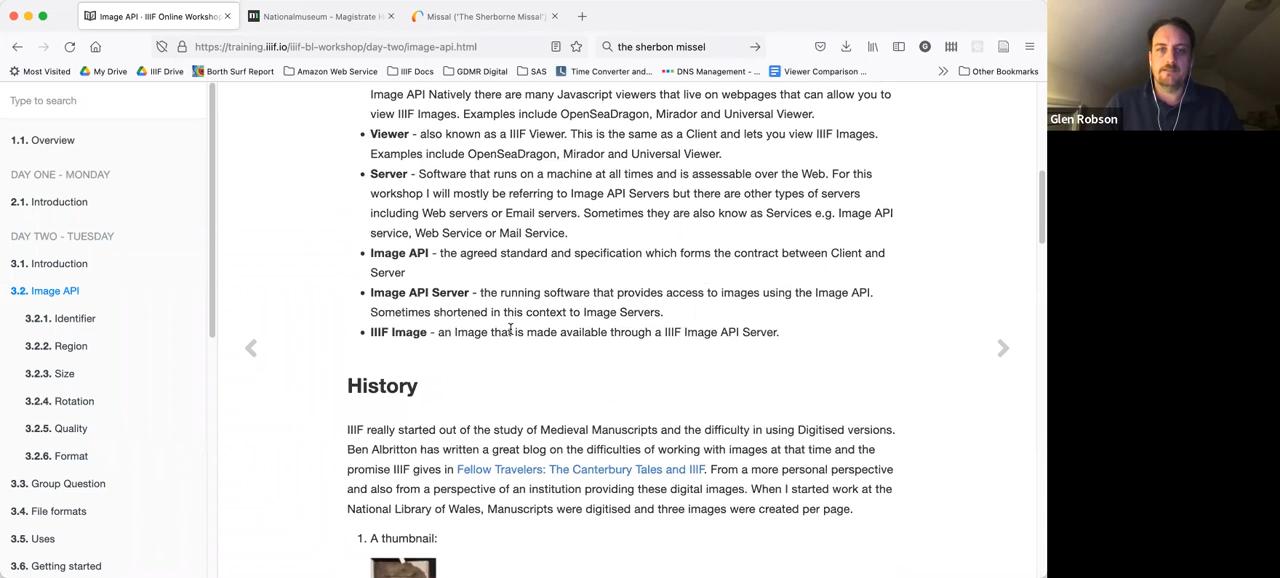 Image API · IIIF Online Workshop
Nationalmuseum - Magistrate H
Missal ('The Sherborne Missal')
https://training.iiif.io/iiif-bl-workshop/day-two/image-api.html
the sherbon missel
Most Visited
My Drive
IIIF Drive
Borth Surf Report
Amazon Web Service
IIIF Docs
GDMR Digital
SAS
Time Converter and...
DNS Management - ...
Viewer Comparison ...
Other Bookmarks
Type to search
1.1. Overview
DAY ONE - MONDAY
2.1. Introduction
DAY TWO - TUESDAY
3.1. Introduction
3.2. Image API
3.2.1. Identifier
3.2.2. Region
3.2.3. Size
3.2.4. Rotation
3.2.5. Quality
3.2.6. Format
3.3. Group Question
3.4. File formats
3.5. Uses
3.6. Getting started
Image API Natively there are many Javascript viewers that live on webpages that can allow you to
view IIIF Images. Examples include OpenSeaDragon, Mirador and Universal Viewer.
• Viewer - also known as a IIIF Viewer. This is the same as a Client and lets you view IIIF Images.
Examples include OpenSeaDragon, Mirador and Universal Viewer.
• Server - Software that runs on a machine at all times and is assessable over the Web. For this
workshop I will mostly be referring to Image API Servers but there are other types of servers
including Web servers or Email servers. Sometimes they are also know as Services e.g. Image API
service, Web Service or Mail Service.
• Image API - the agreed standard and specification which forms the contract between Client and
Server
• Image API Server - the running software that provides access to images using the Image API.
Sometimes shortened in this context to Image Servers.
• IIIF Image - an Image that is made available through a IIIF Image API Server.
History
IIIF really started out of the study of Medieval Manuscripts and the difficulty in using Digitised versions.
Ben Albritton has written a great blog on the difficulties of working with images at that time and the
promise IIIF gives in Fellow Travelers: The Canterbury Tales and IIIF. From a more personal perspective
and also from a perspective of an institution providing these digital images. When I started work at the
National Library of Wales, Manuscripts were digitised and three images were created per page.
1. A thumbnail:
Glen Robson